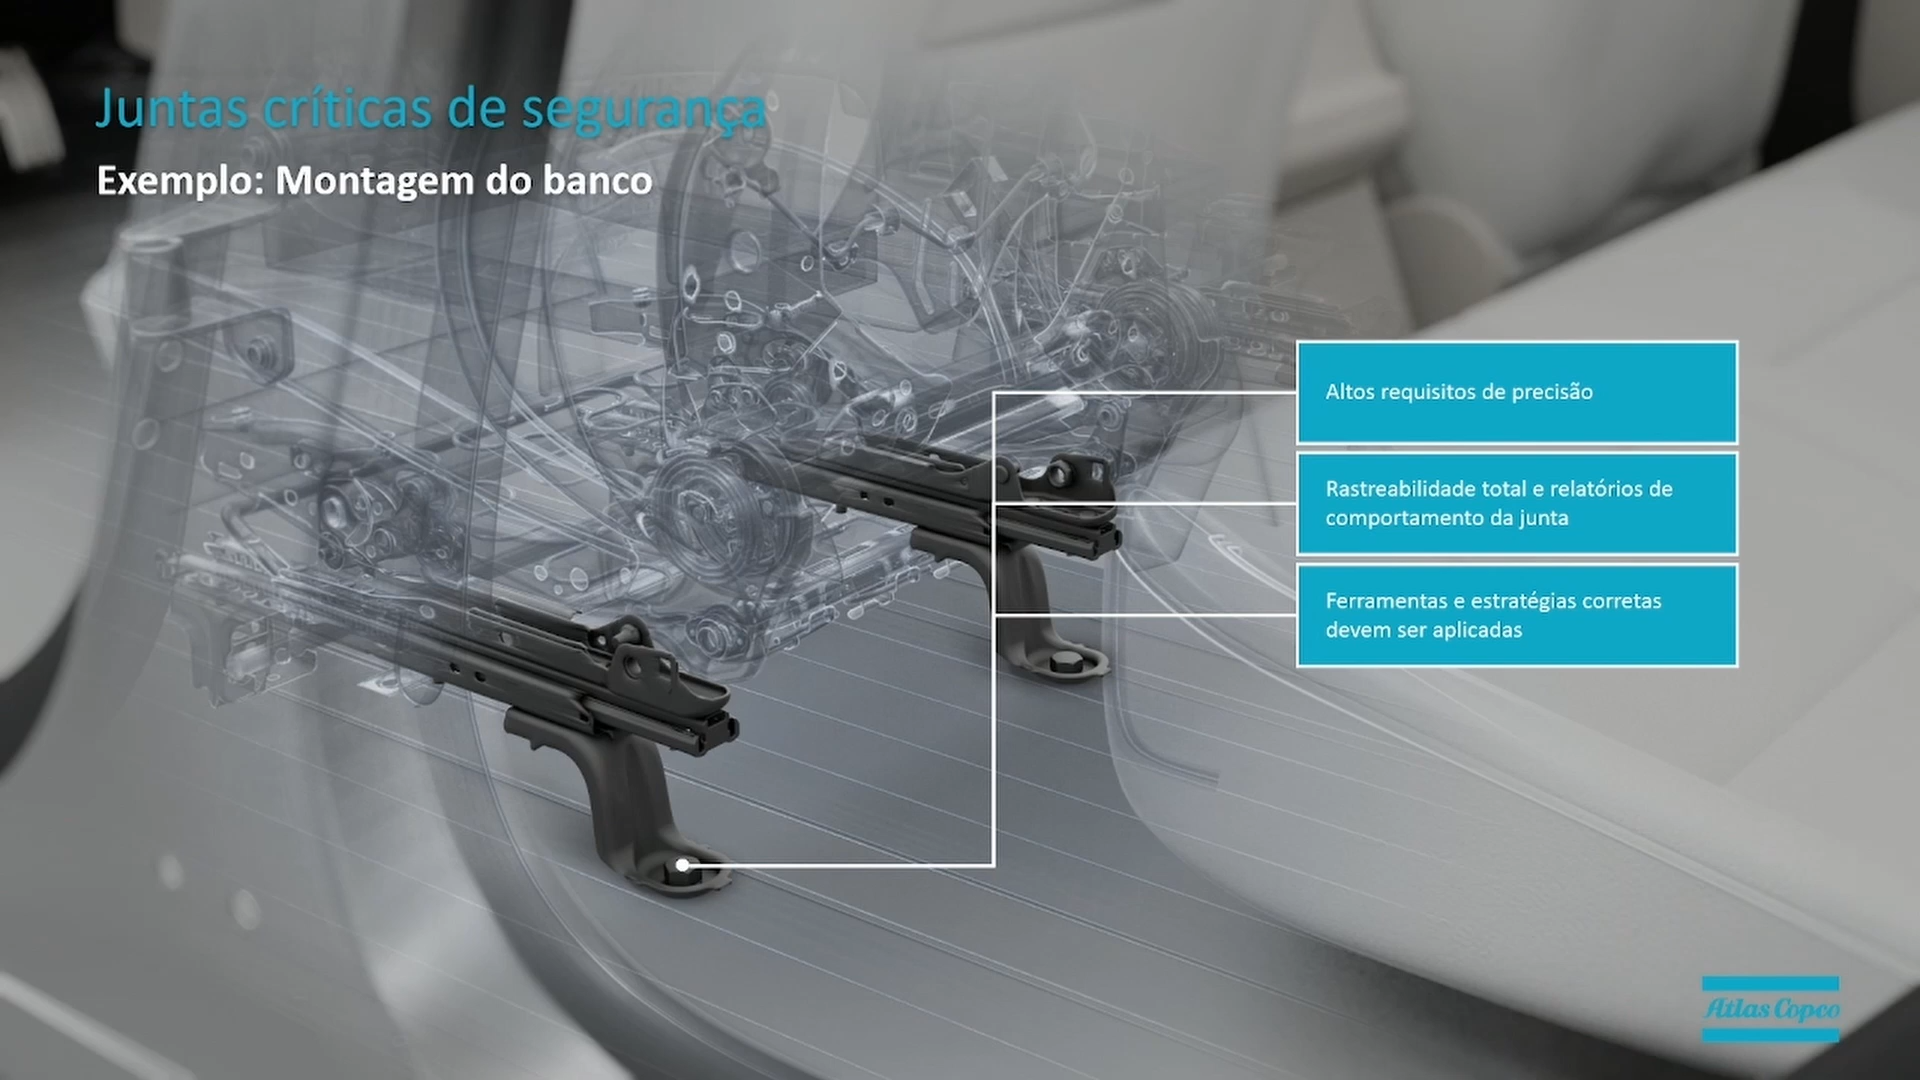 Juntas críticas de segurança
Exemplo: Montagem do banco
Altos requisitos de precisão
Rastreabilidade total e relatórios de
comportamento da junta
Ferramentas e estratégias corretas
devem ser aplicadas
Atlas Copco